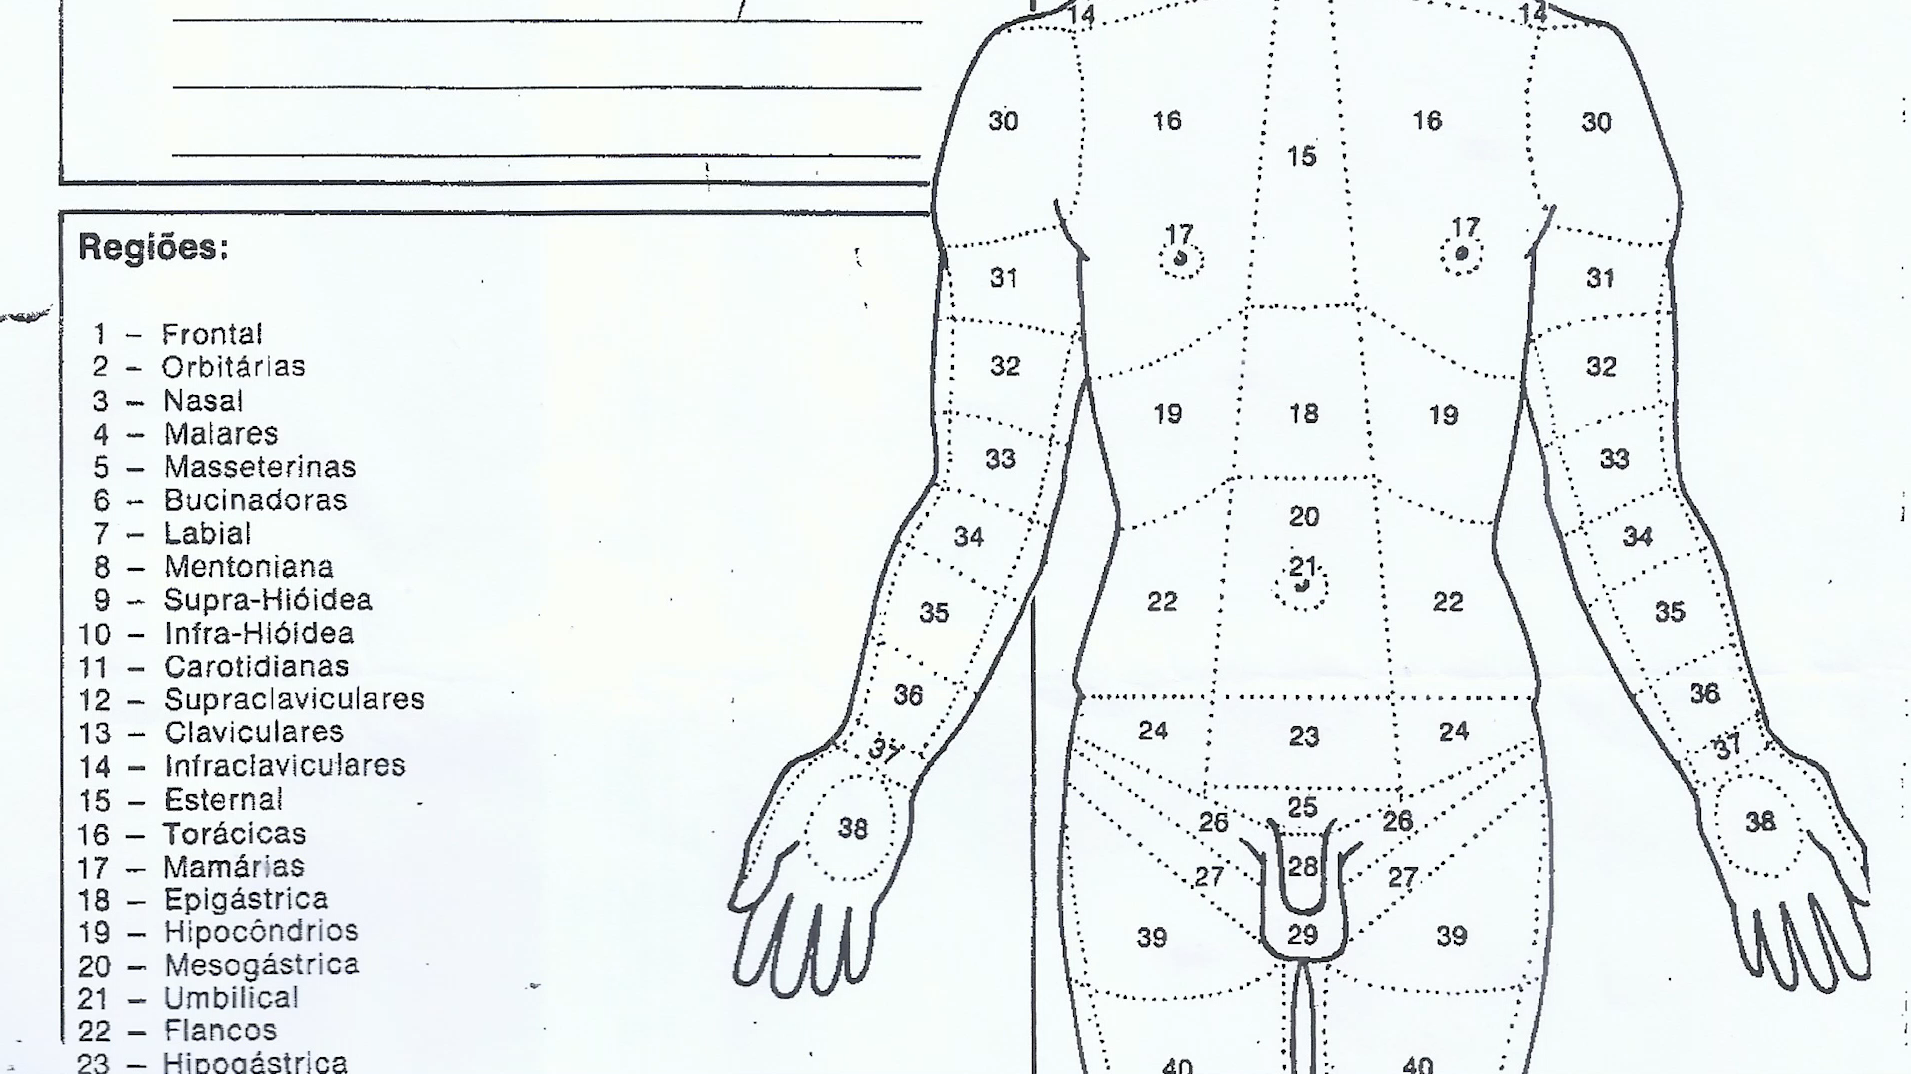 Regiões:
1 - Frontal
2 - Orbitárias
3 - Nasal
4 - Malares
5 - Masseterinas
6 - Bucinadoras
7 - Labial
8 - Mentoniana
9 - Supra-Hióidea
10 - Infra-Hióidea
11 - Carotidianas
12 - Supraclaviculares
13 - Claviculares
14 - Infraclaviculares
15 - Esternal
16 - Torácicas
17 - Mamárias
18 - Epigástrica
19 - Hipocôndrios
20 - Mesogástrica
21 - Umbilical
22 - Flancos
23 - Hipogástrica
14 14
30 16 16 30
15
17 17
31 31
32 32
19 18 19
33 33
20
34 34
21
22 22
35 35
36 36
24 23 24
37 37
25
38 26 26 38
28
27 27
39 29 39
40 40